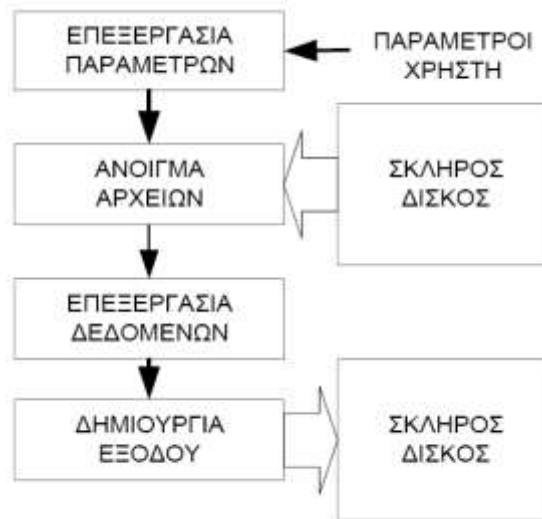 ΕΠΕΞΕΡΓΑΣΙΑ
ΠΑΡΑΜΕΤΡΩΝ
ΠΑΡΑΜΕΤΡΟΙ
ΧΡΗΣΤΗ
ΑΝΟΙΓΜΑ
ΑΡΧΕΙΩΝ
ΣΚΛΗΡΟΣ
ΔΙΣΚΟΣ
ΕΠΕΞΕΡΓΑΣΙΑ
ΔΕΔΟΜΕΝΩΝ
ΔΗΜΙΟΥΡΓΙΑ
ΕΞΟΔΟΥ
ΣΚΛΗΡΟΣ
ΔΙΣΚΟΣ